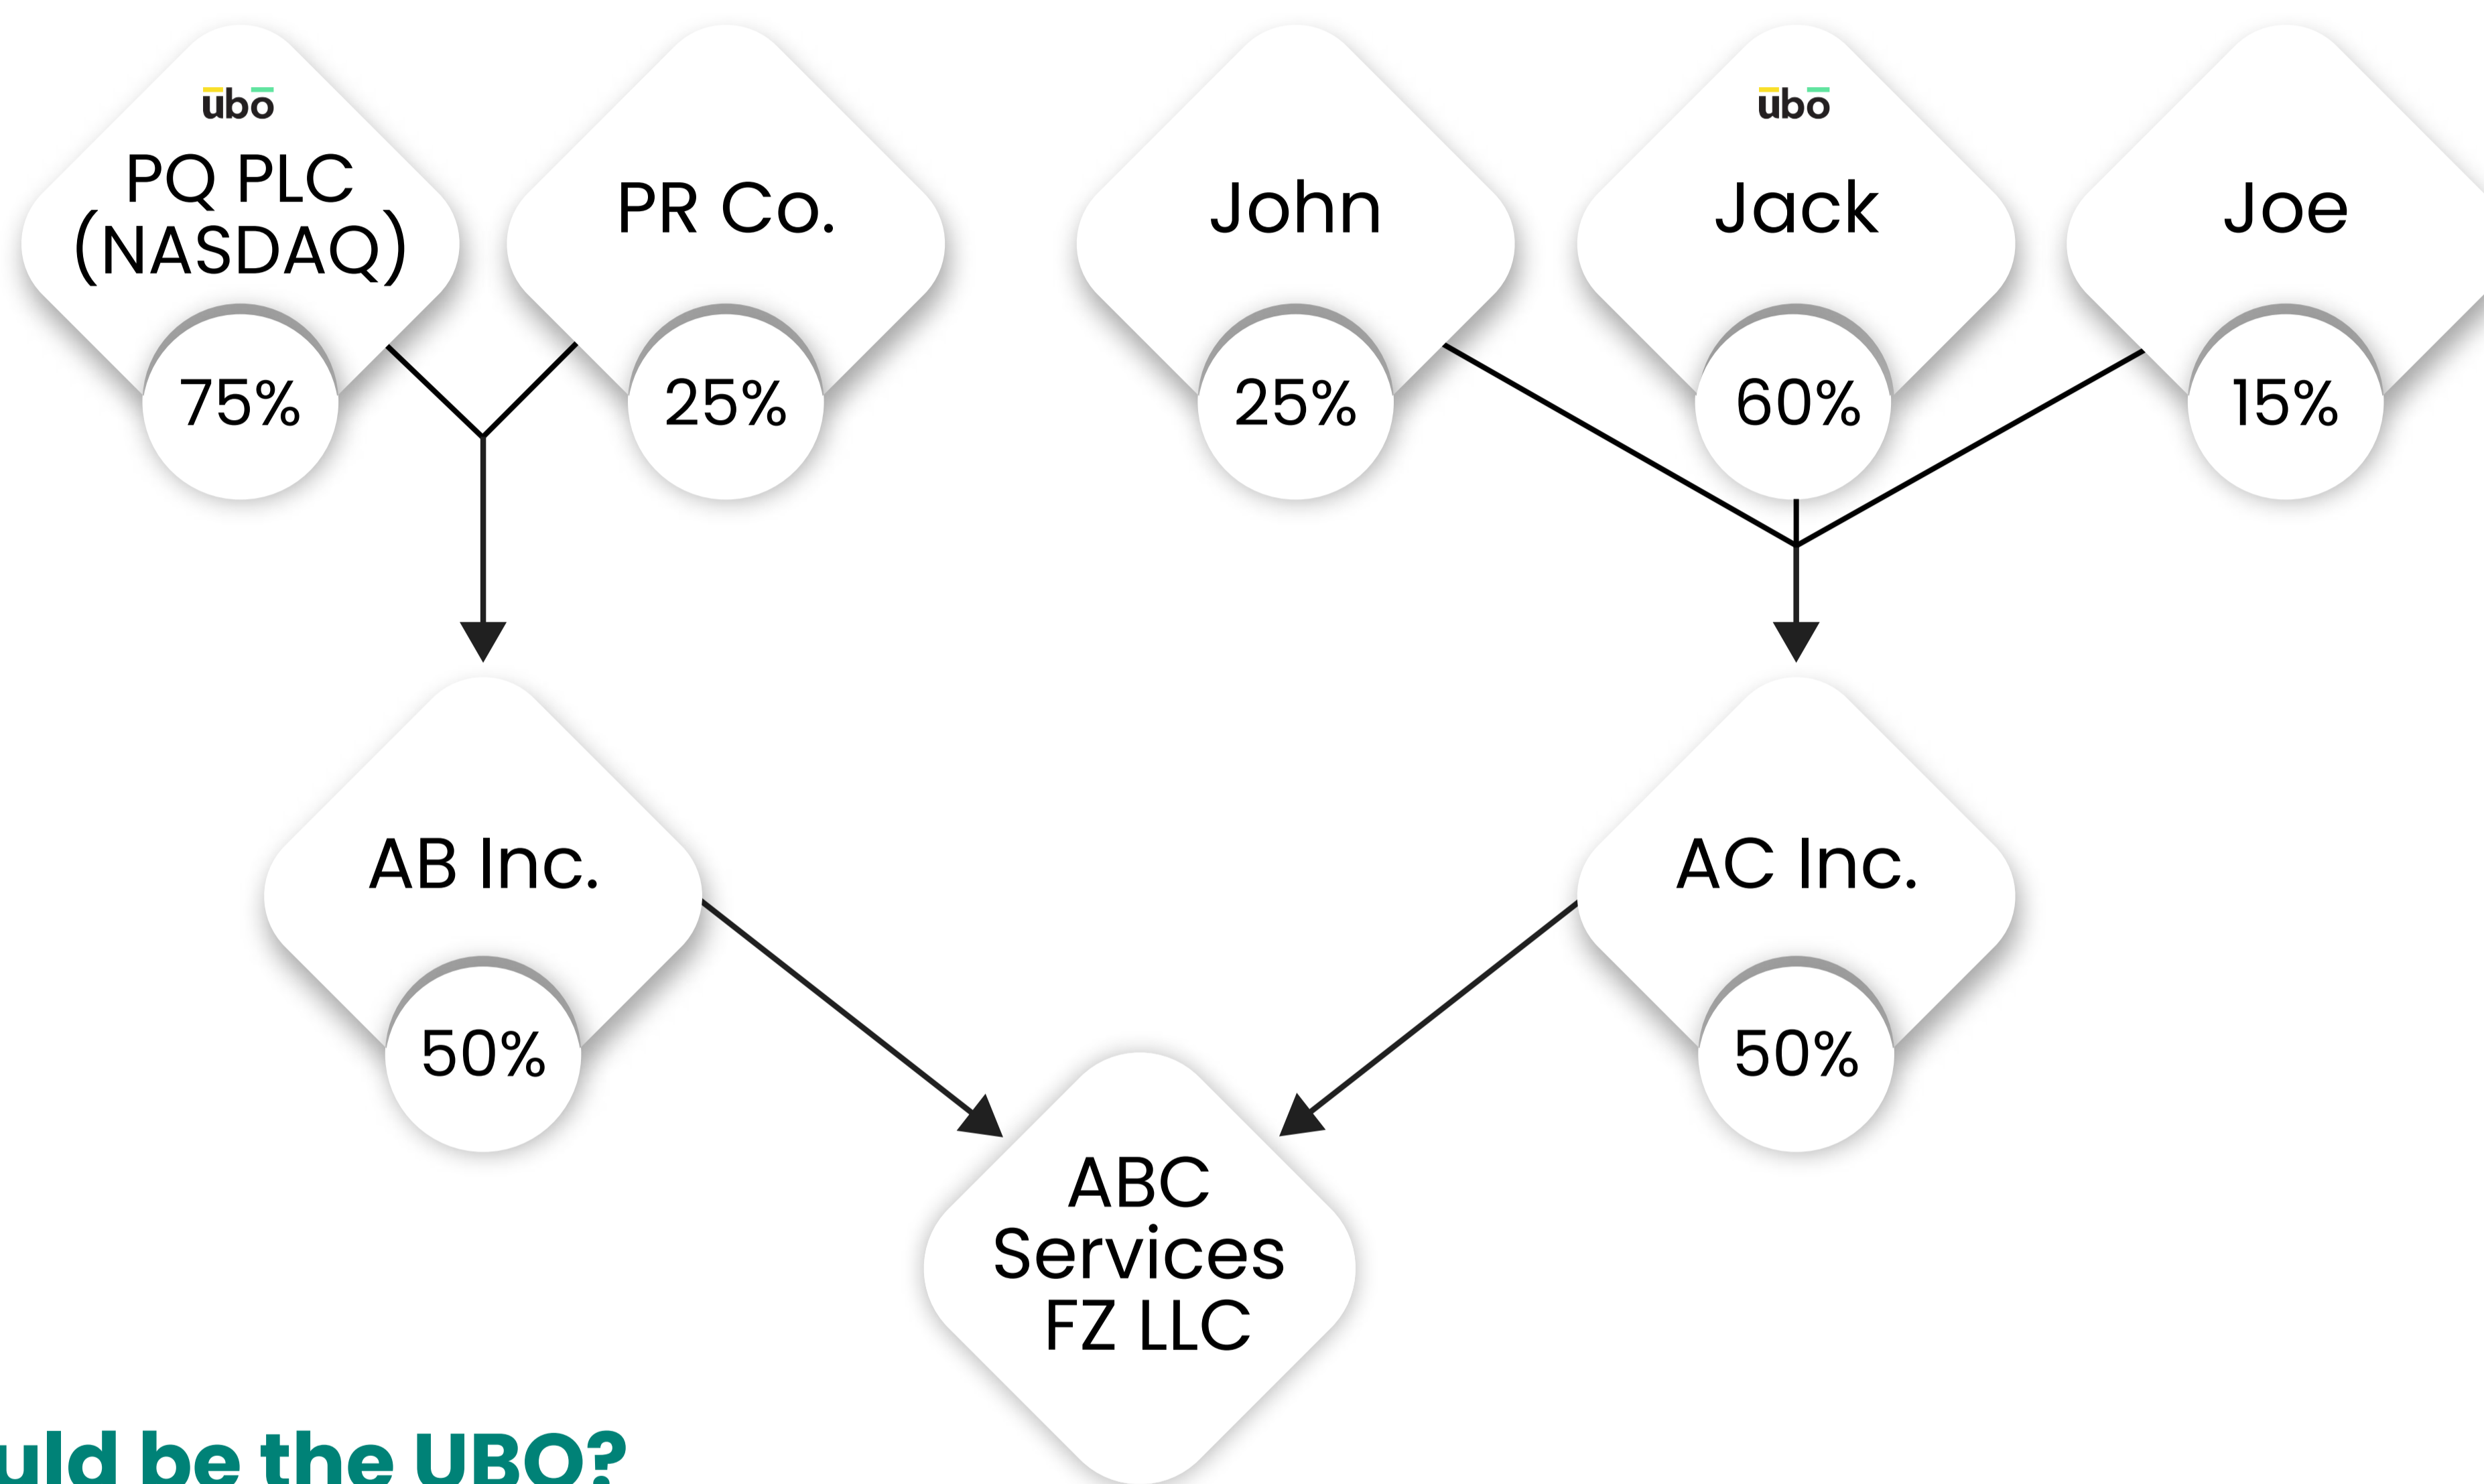 ubo
PQ PLC
(NASDAQ)
75%
PR Co.
25%
John
25%
ubo
Jack
60%
Joe
15%
AB Inc.
50%
AC Inc.
50%
ABC
Services
FZ LLC
uld be the UBO?